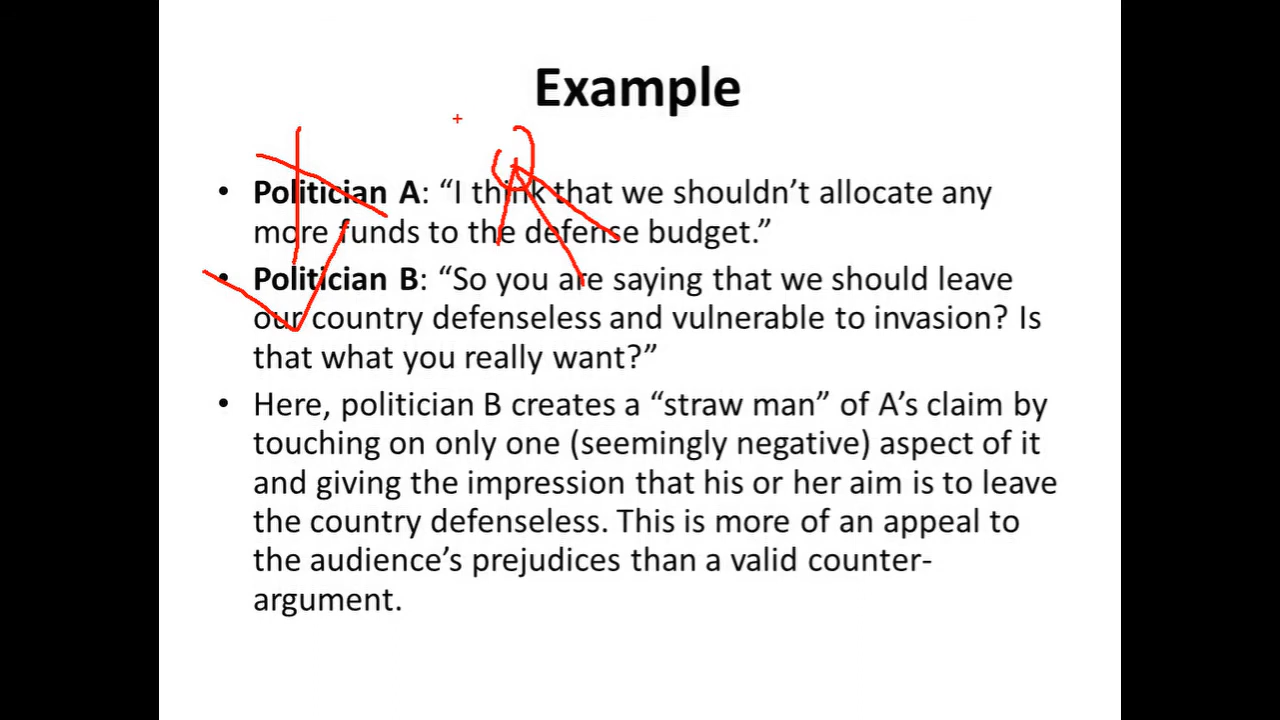 Example
• Politician A: “I think that we shouldn’t allocate any
more funds to the defense budget.”
• Politician B: “So you are saying that we should leave
our country defenseless and vulnerable to invasion? Is
that what you really want?”
• Here, politician B creates a “straw man” of A’s claim by
touching on only one (seemingly negative) aspect of it
and giving the impression that his or her aim is to leave
the country defenseless. This is more of an appeal to
the audience’s prejudices than a valid counter-
argument.